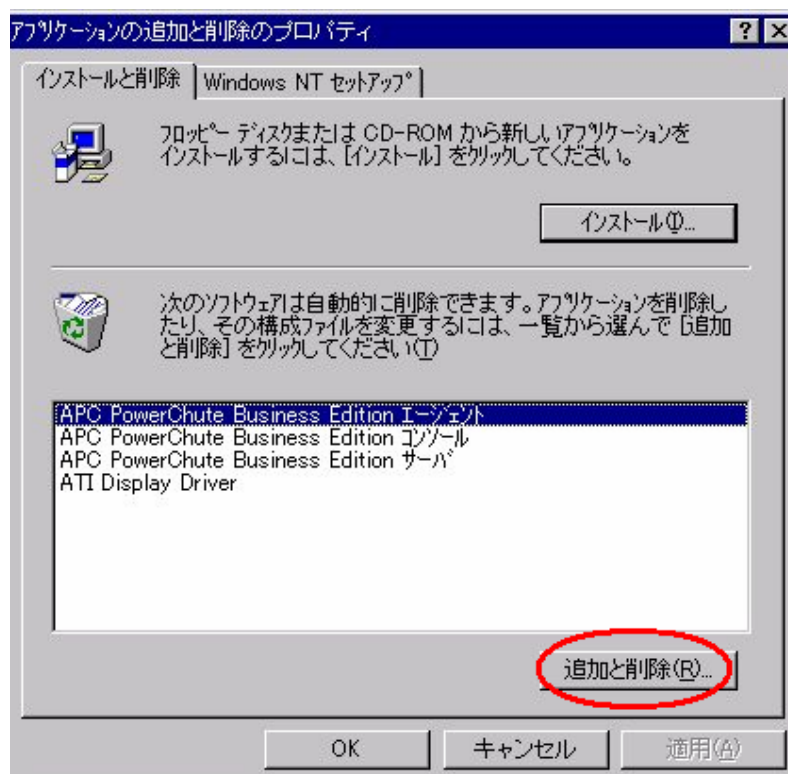 ｱﾌﾟﾘｹｰｼｮﾝの追加と削除のプロパティ
ｲﾝｽﾄｰﾙと削除
Windows NT ｾｯﾄｱｯﾌﾟ
ﾌﾛｯﾋﾟｰ ﾃﾞｨｽｸまたは CD-ROM から新しいｱﾌﾟﾘｹｰｼｮﾝを
ｲﾝｽﾄｰﾙするには、[ｲﾝｽﾄｰﾙ] をｸﾘｯｸしてください。
ｲﾝｽﾄｰﾙ(I)...
次のｿﾌﾄｳｪｱは自動的に削除できます。ｱﾌﾟﾘｹｰｼｮﾝを削除し
たり、その構成ﾌｧｲﾙを変更するには、一覧から選んで [追加
と削除] をｸﾘｯｸしてください(T)
APC PowerChute Business Edition ｴｰｼﾞｪﾝﾄ
APC PowerChute Business Edition ｺﾝｿｰﾙ
APC PowerChute Business Edition ｻｰﾊﾞ
ATI Display Driver
追加と削除(R)...
OK
キャンセル
適用(A)